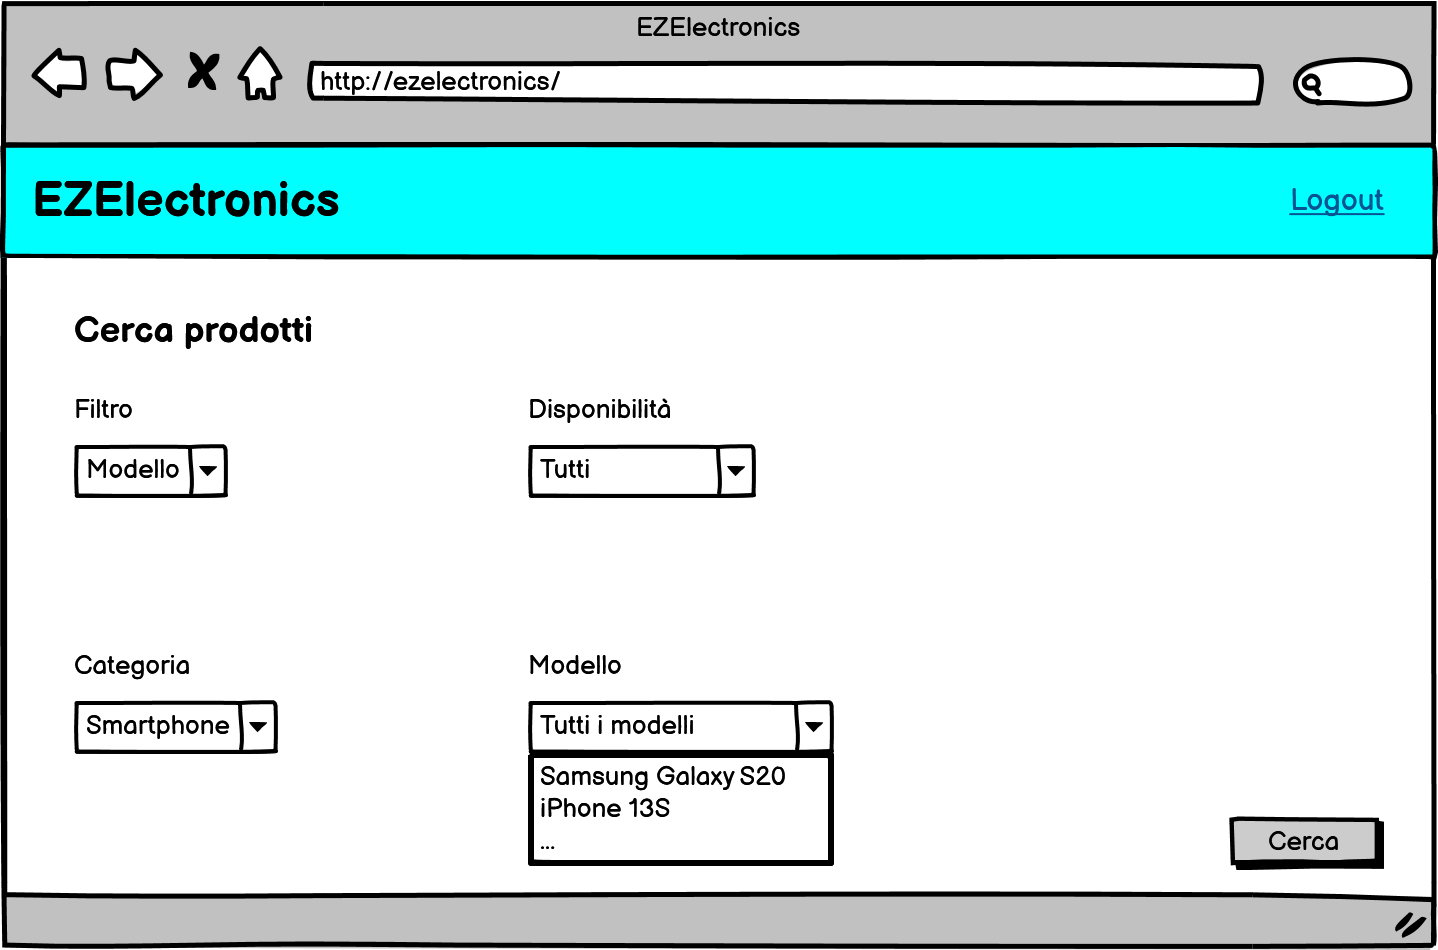 EZElectronics
http://ezelectronics/
EZElectronics
Logout
Cerca prodotti
Filtro
Disponibilità
Modello
Tutti
Categoria
Modello
Smartphone
Tutti i modelli
Samsung Galaxy S20
iPhone 13S
...
Cerca